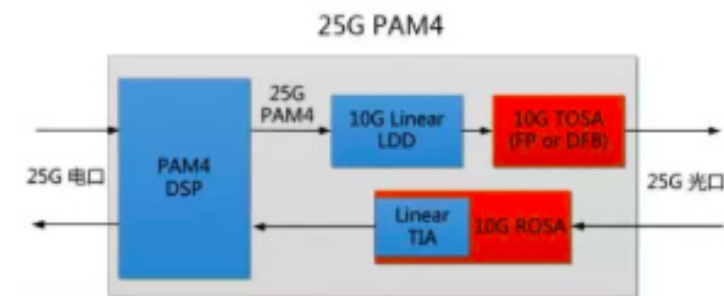 25G PAM4
25G
PAM4
10G Linear
LDD
10G TOSA
(FP or DFB)
25G 电口
PAM4
DSP
25G 光口
Linear
TIA
10G ROSA